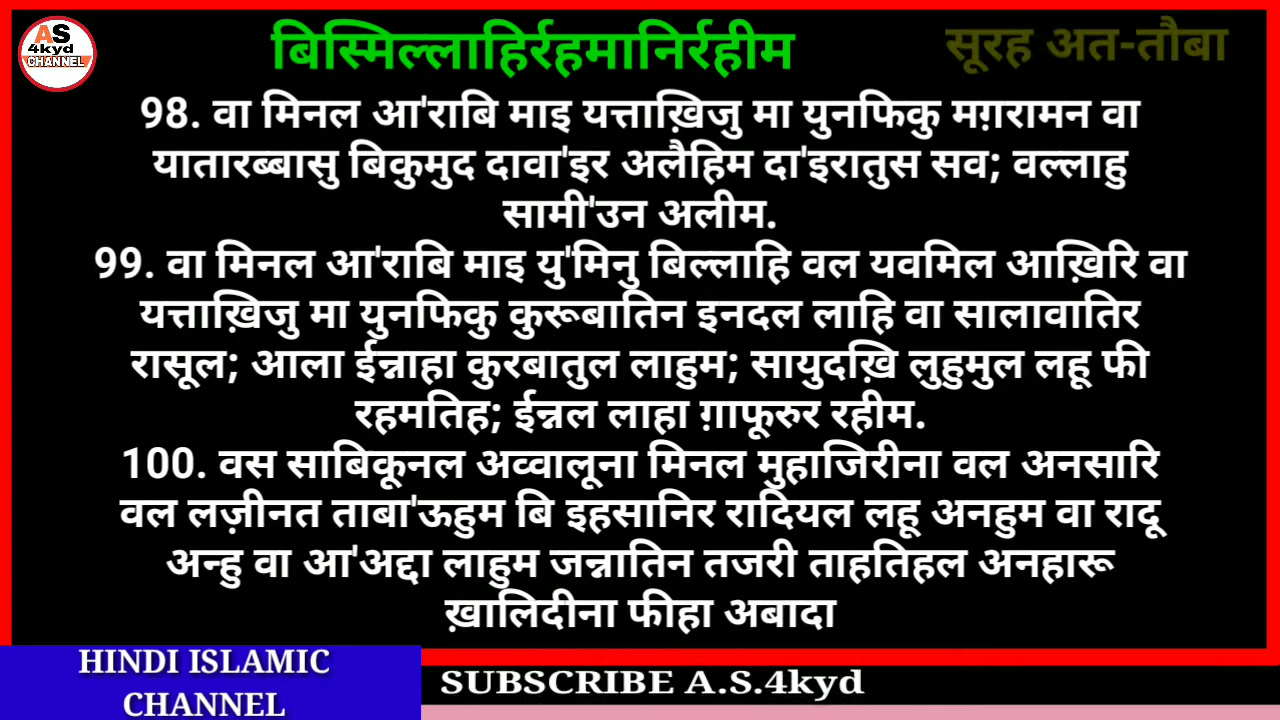 AS
4kyd
CHANNEL
बिस्मिल्लाहिर्रहमानिर्रहीम
सूरह अत-तौबा
98. वा मिनल आ'राबि माइ यत्ताख़िजु मा युनफिकु मग़रामन वा
यातारब्बासु बिकुमुद दावा'इर अलैहिम दा'इरातुस सव; वल्लाहु
सामी'उन अलीम.
99. वा मिनल आ'राबि माइ यु'मिनु बिल्लाहि वल यवमिल आख़िरि वा
यत्ताख़िजु मा युनफिकु कुरूबातिन इनदल लाहि वा सालावातिर
रासूल; आला ईन्नाहा कुरबातुल लाहुम; सायुदख़ि लुहुमुल लहू फी
रहमतिह; ईन्नल लाहा ग़ाफूरुर रहीम.
100. वस साबिकूनल अव्वालूना मिनल मुहाजिरीना वल अनसारि
वल लज़ीनत ताबा'ऊहुम बि इहसानिर रादियल लहू अनहुम वा रादू
अन्हु वा आ'अद्दा लाहुम जन्नातिन तजरी ताहतिहल अनहारू
ख़ालिदीना फीहा अबादा
HINDI ISLAMIC
CHANNEL
SUBSCRIBE A.S.4kyd